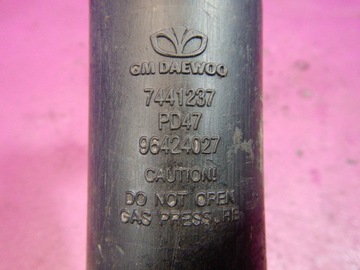 GM DAEWOO
7441237
PD47
96424027
CAUTION!
DO NOT OPEN
GAS PRESSURE